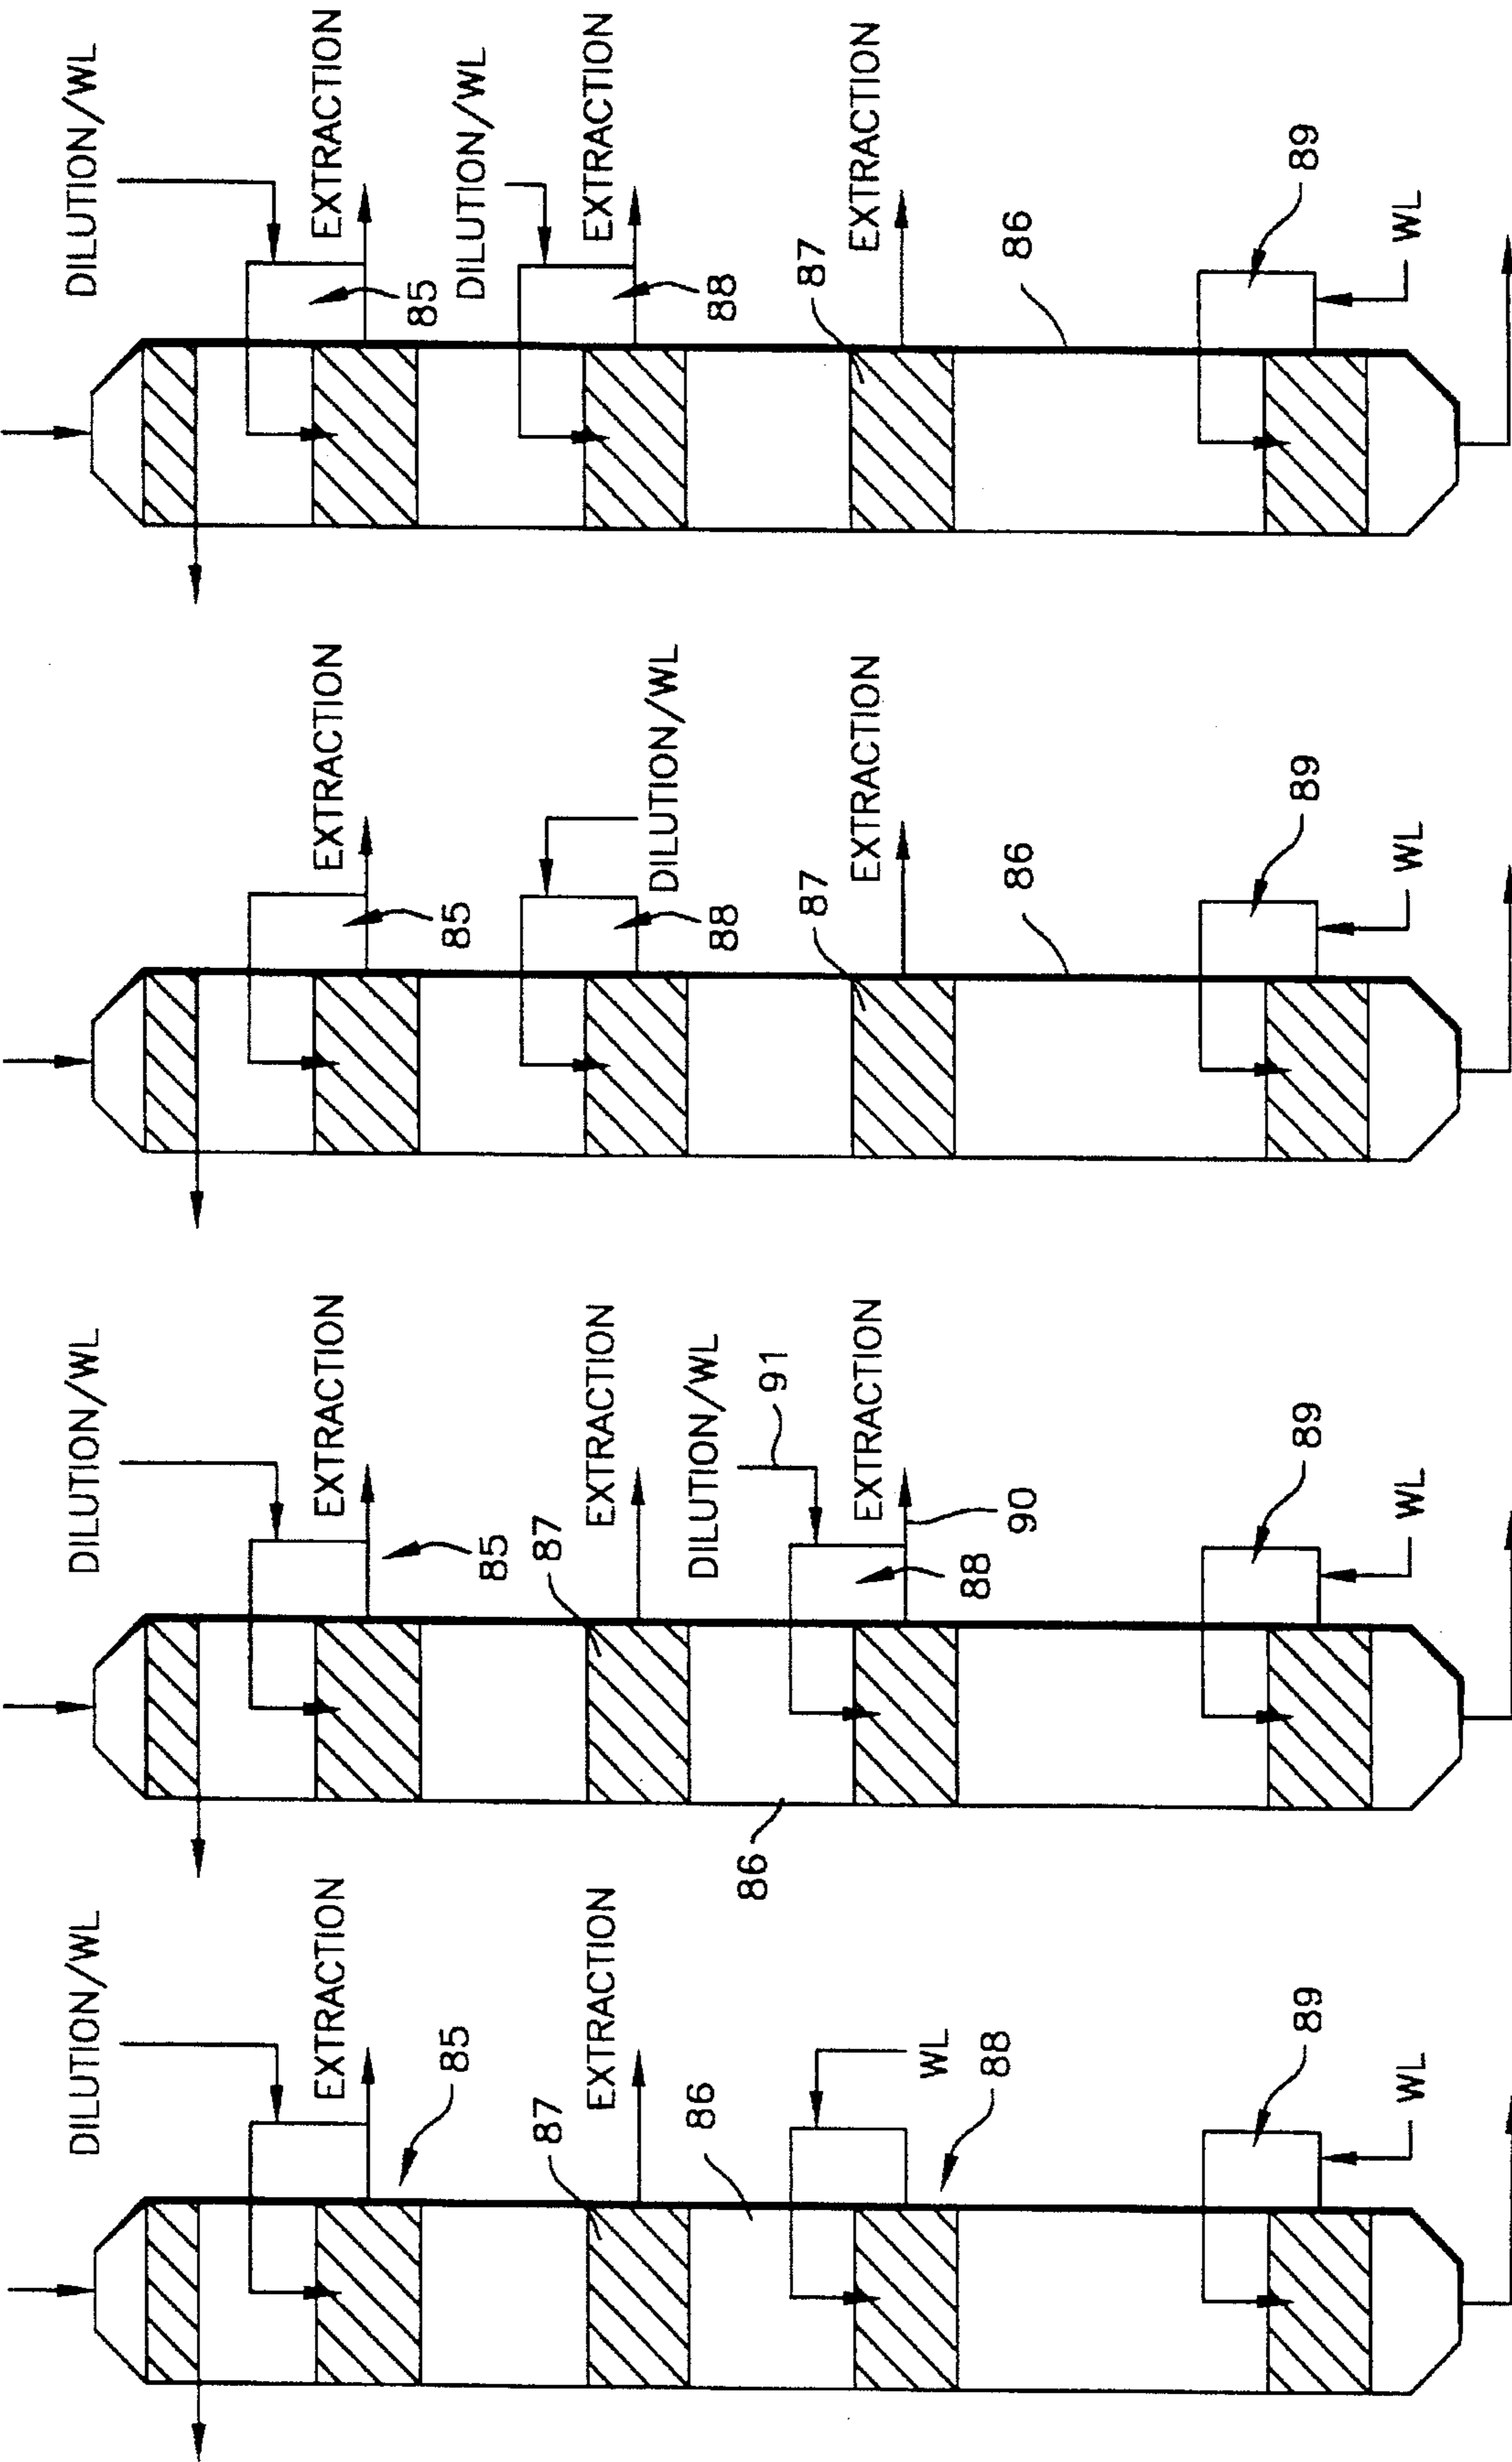 DILUTION/WL
EXTRACTION
85
DILUTION/WL
EXTRACTION
88
EXTRACTION
87
86
89
WL
EXTRACTION
85
DILUTION/WL
88
EXTRACTION
87
86
89
WL
DILUTION/WL
EXTRACTION
85
EXTRACTION
87
DILUTION/WL
91
EXTRACTION
88
90
86
89
WL
DILUTION/WL
EXTRACTION
85
EXTRACTION
87
86
WL
88
89
WL